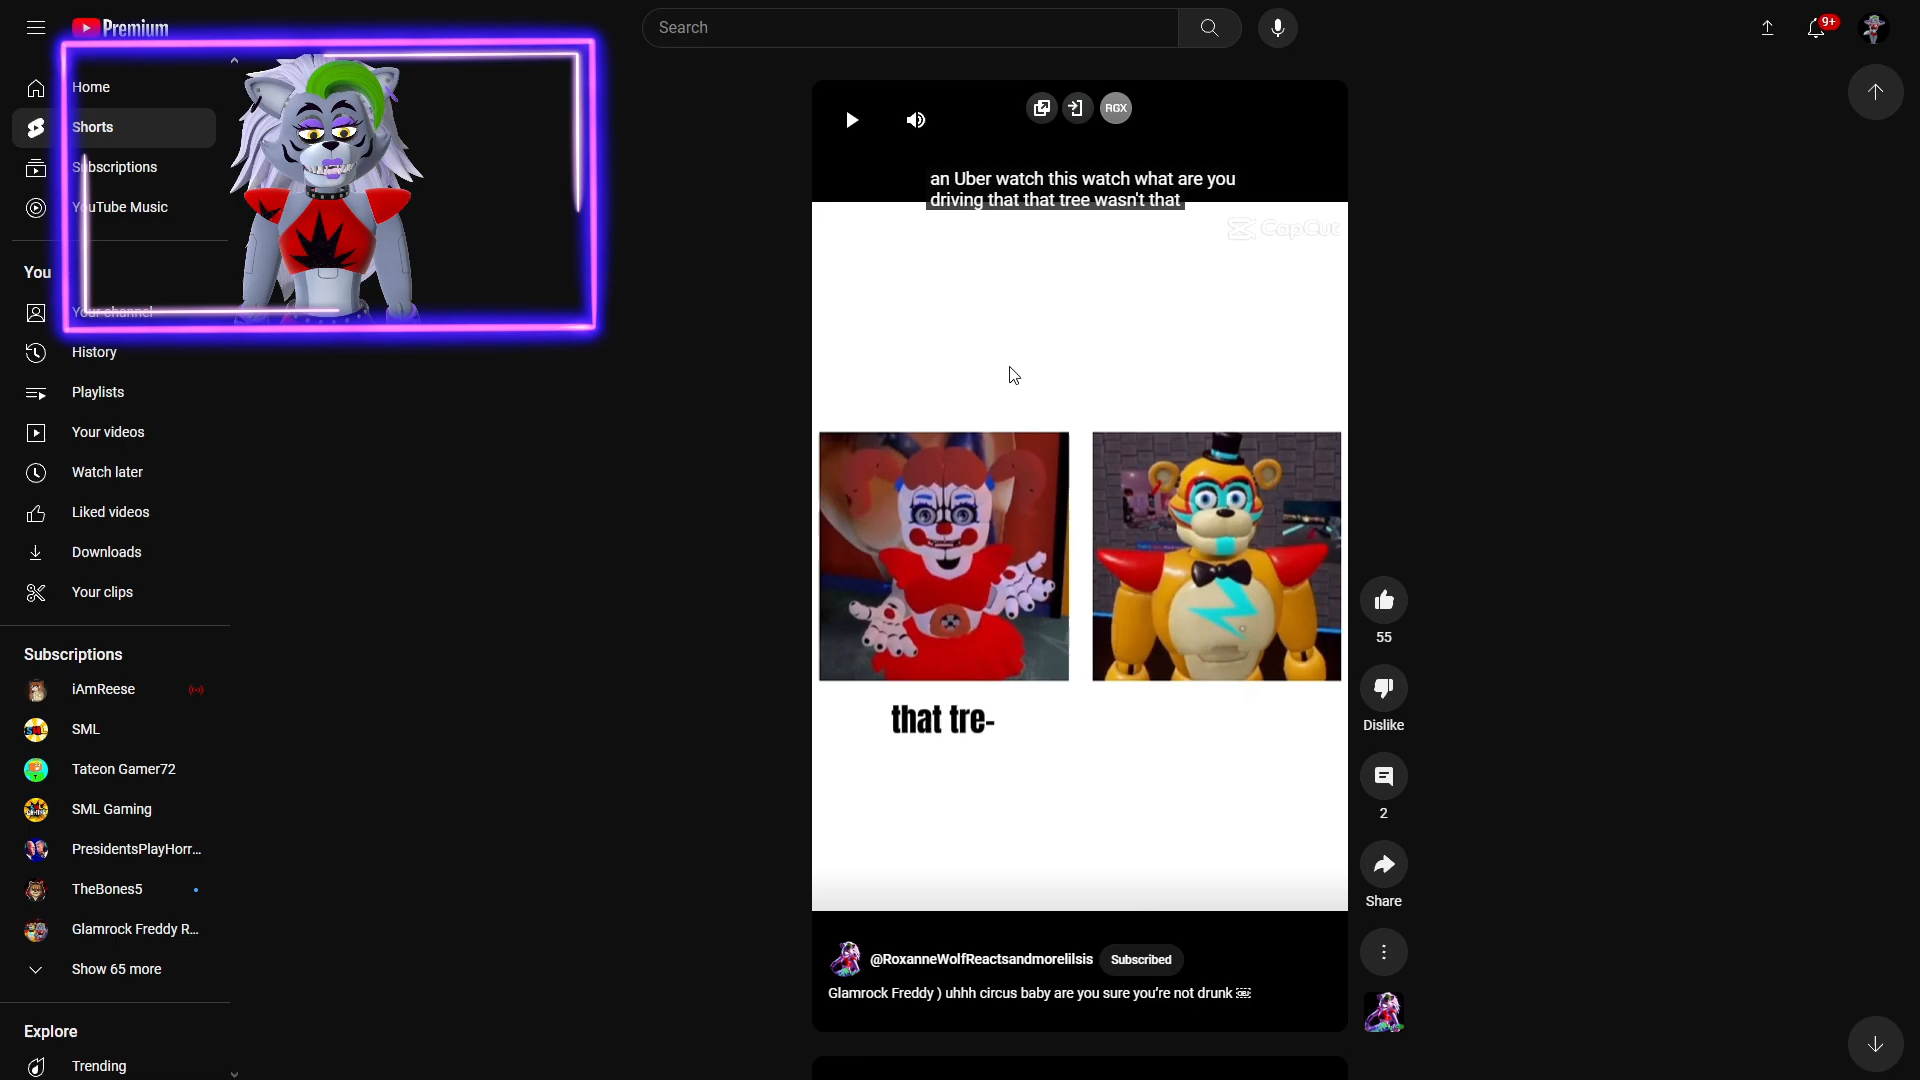 Premium
Search
9+
Home
Shorts
Subscriptions
YouTube Music
You
Your channel
History
Playlists
Your videos
Watch later
Liked videos
Downloads
Your clips
Subscriptions
iAmReese
SML
Tateon Gamer72
SML Gaming
PresidentsPlayHorr...
TheBones5
Glamrock Freddy R...
Show 65 more
Explore
Trending
RGX
an Uber watch this watch what are you
driving that that tree wasn't that
CapCut
that tre-
55
Dislike
2
Share
@RoxanneWolfReactsandmorelilsis
Subscribed
Glamrock Freddy ) uhhh circus baby are you sure you're not drunk